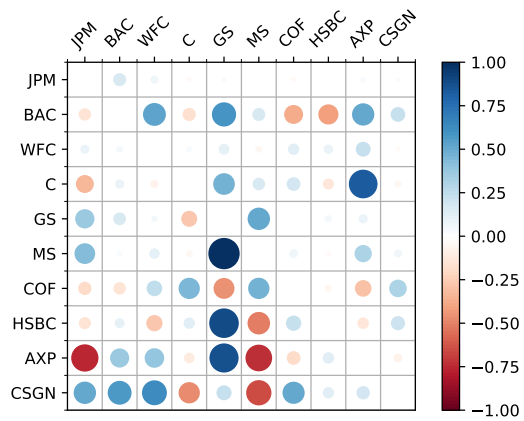 JPM BAC WFC C GS MS COF HSBC AXP CSGN
JPM
BAC
WFC
C
GS
MS
COF
HSBC
AXP
CSGN
1.00
0.75
0.50
0.25
0.00
−0.25
−0.50
−0.75
−1.00